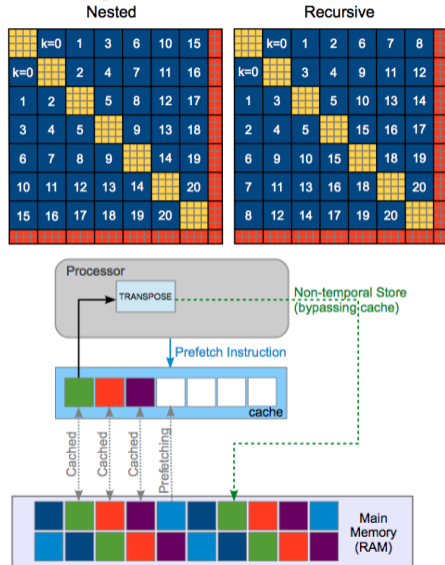 Nested
k=0 1 3 6 10 15
k=0 2 4 7 11 16
1 2 5 8 12 17
3 4 5 9 13 18
6 7 8 9 14 19
10 11 12 13 14 20
15 16 17 18 19 20
Recursive
k=0 1 2 6 7 8
k=0 3 4 9 11 12
1 3 5 10 13 14
2 4 5 15 16 17
6 9 10 15 18 19
7 11 13 16 18 20
8 12 14 17 19 20
Processor
TRANSPOSE
Non-temporal Store
(bypassing cache)
Prefetch Instruction
cache
Cached
Cached
Cached
Prefetching
Main
Memory
(RAM)